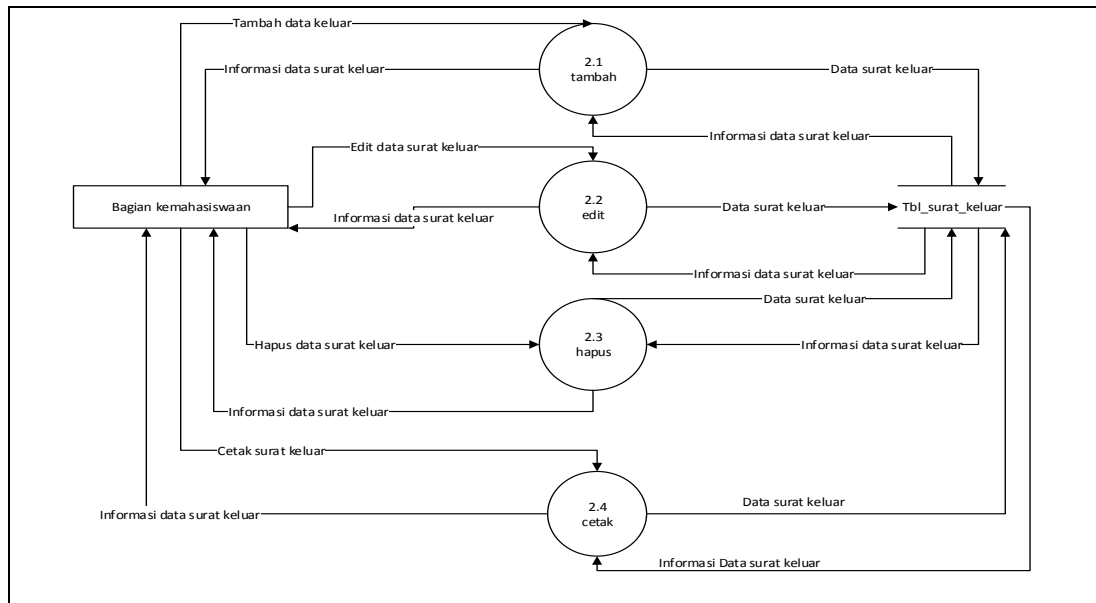 Tambah data keluar
2.1
tambah
Informasi data surat keluar
Data surat keluar
Informasi data surat keluar
Edit data surat keluar
2.2
edit
Bagian kemahasiswaan
Informasi data surat keluar
Data surat keluar
Tbl_surat_keluar
Informasi data surat keluar
Data surat keluar
2.3
hapus
Hapus data surat keluar
Informasi data surat keluar
Informasi data surat keluar
Cetak surat keluar
2.4
cetak
Data surat keluar
Informasi data surat keluar
Informasi Data surat keluar